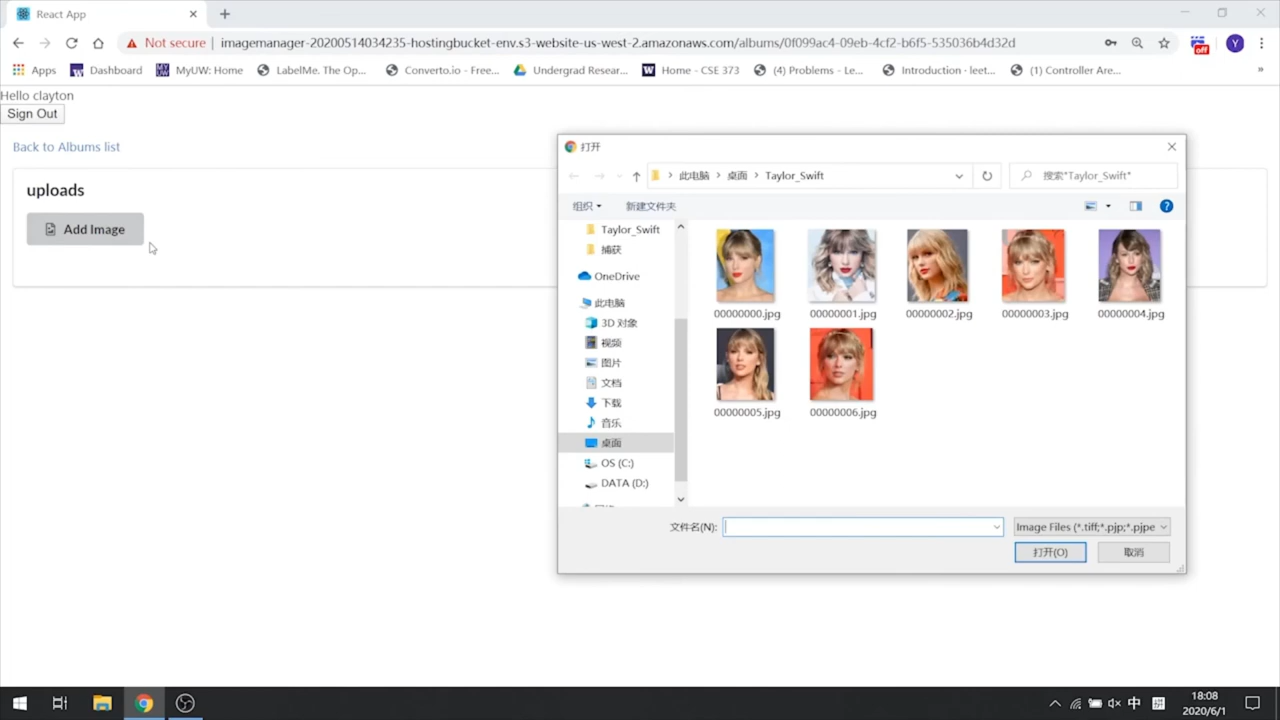 React App
Not secure
imagemanager-20200514034235-hostingbucket-env.s3-website-us-west-2.amazonaws.com/albums/0f099ac4-09eb-4cf2-b6f5-535036b4d32d
off
Y
Apps
Dashboard
MyUW: Home
LabelMe. The Op...
Converto.io - Free...
Undergrad Resear...
Home - CSE 373
(4) Problems - Le...
Introduction - leet...
(1) Controller Are...
»
Hello clayton
Sign Out
Back to Albums list
uploads
Add Image
打开
此电脑 > 桌面 > Taylor_Swift
搜索"Taylor_Swift"
组织
新建文件夹
Taylor_Swift
捕获
OneDrive
此电脑
3D 对象
视频
图片
文档
下载
音乐
桌面
OS (C:)
DATA (D:)
00000000.jpg
00000001.jpg
00000002.jpg
00000003.jpg
00000004.jpg
00000005.jpg
00000006.jpg
文件名(N):
Image Files (*.tiff;*.pjp;*.pjpe
打开(O)
取消
中
拼
18:08
2020/6/1